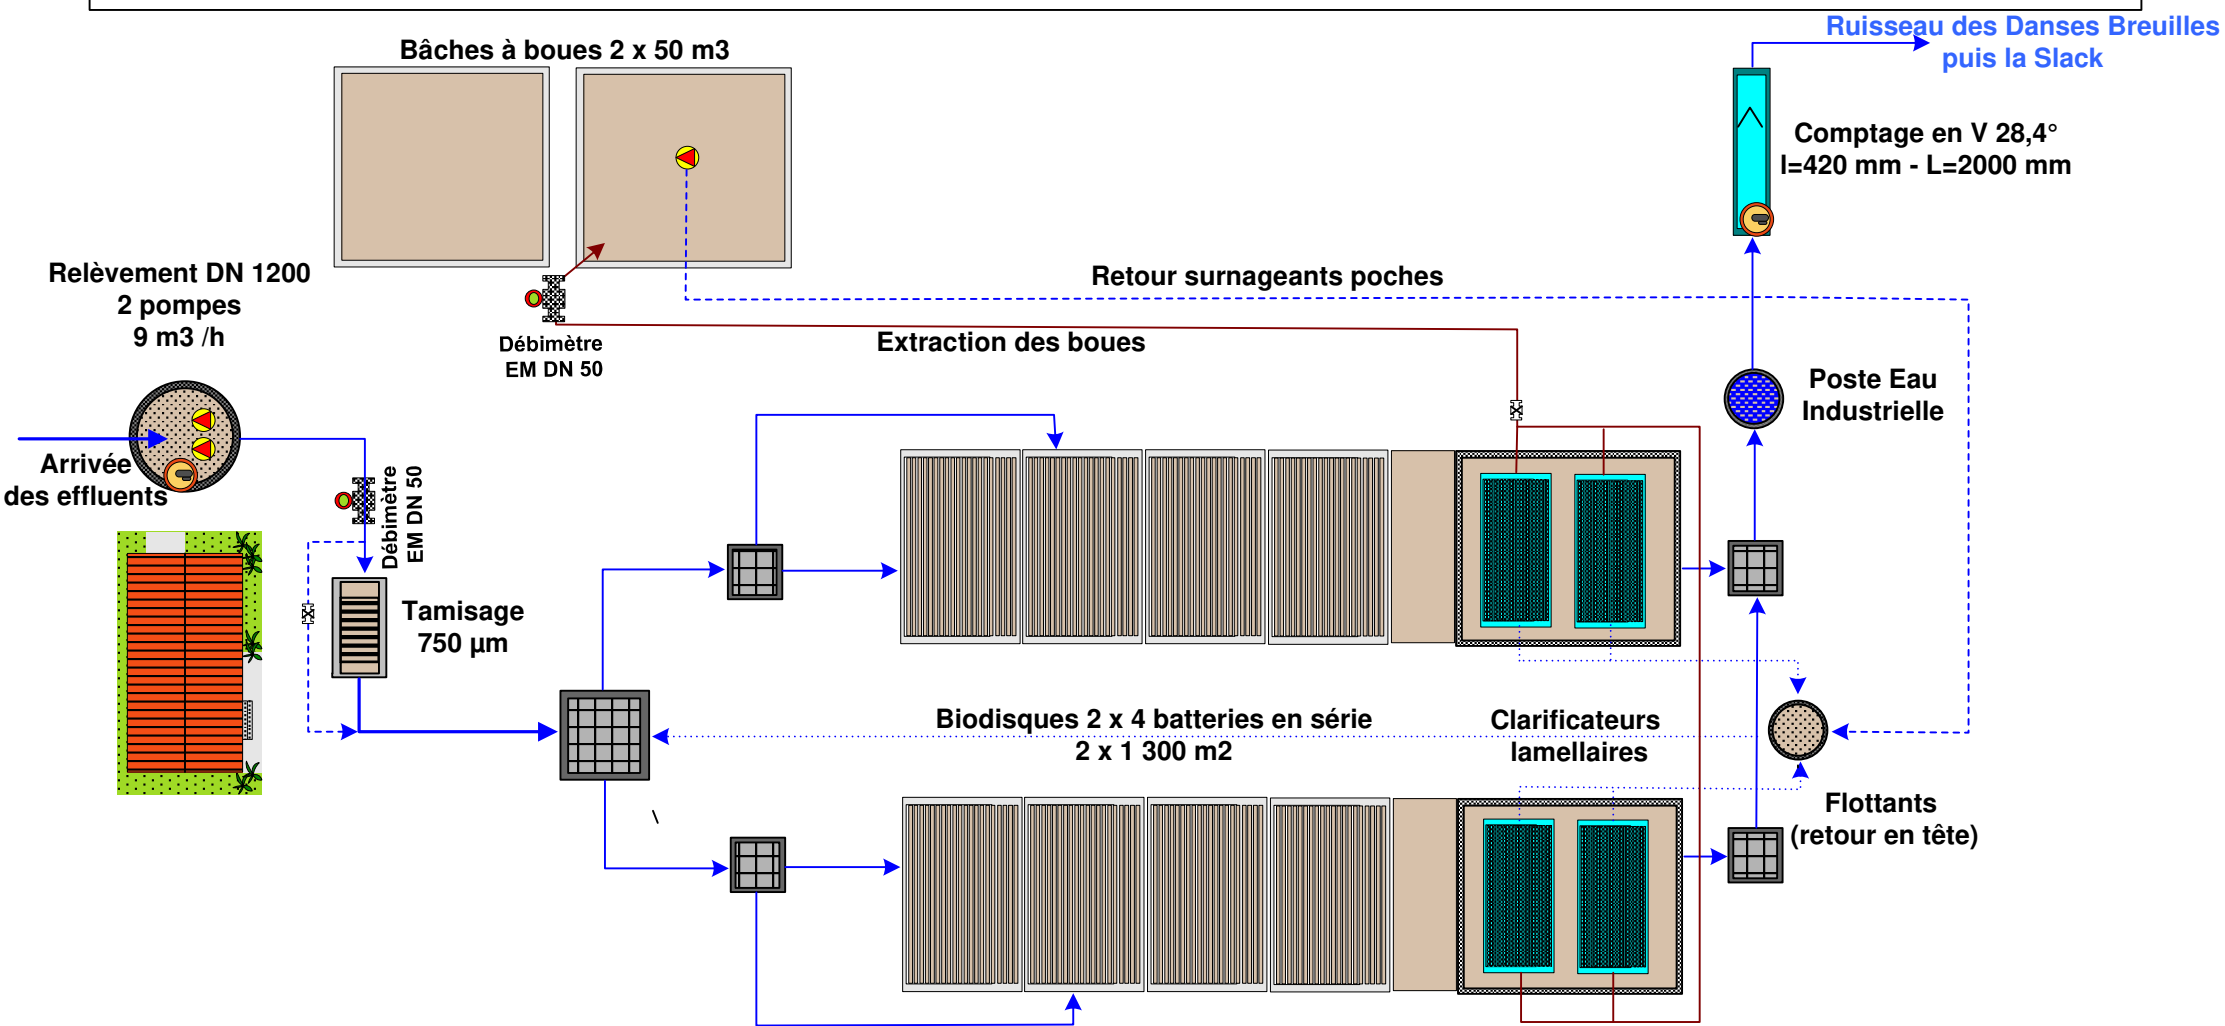 Ruisseau des Danses Breuilles
puis la Slack
Bâches à boues 2 x 50 m3
Comptage en V 28,4°
l=420 mm - L=2000 mm
Relèvement DN 1200
2 pompes
9 m3 /h
Retour surnageants poches
Débimètre
EM DN 50
Extraction des boues
Poste Eau
Industrielle
Arrivée
des effluents
Débimètre
EM DN 50
Tamisage
750 µm
Biodisques 2 x 4 batteries en série
2 x 1 300 m2
Clarificateurs
lamellaires
Flottants
(retour en tête)
\